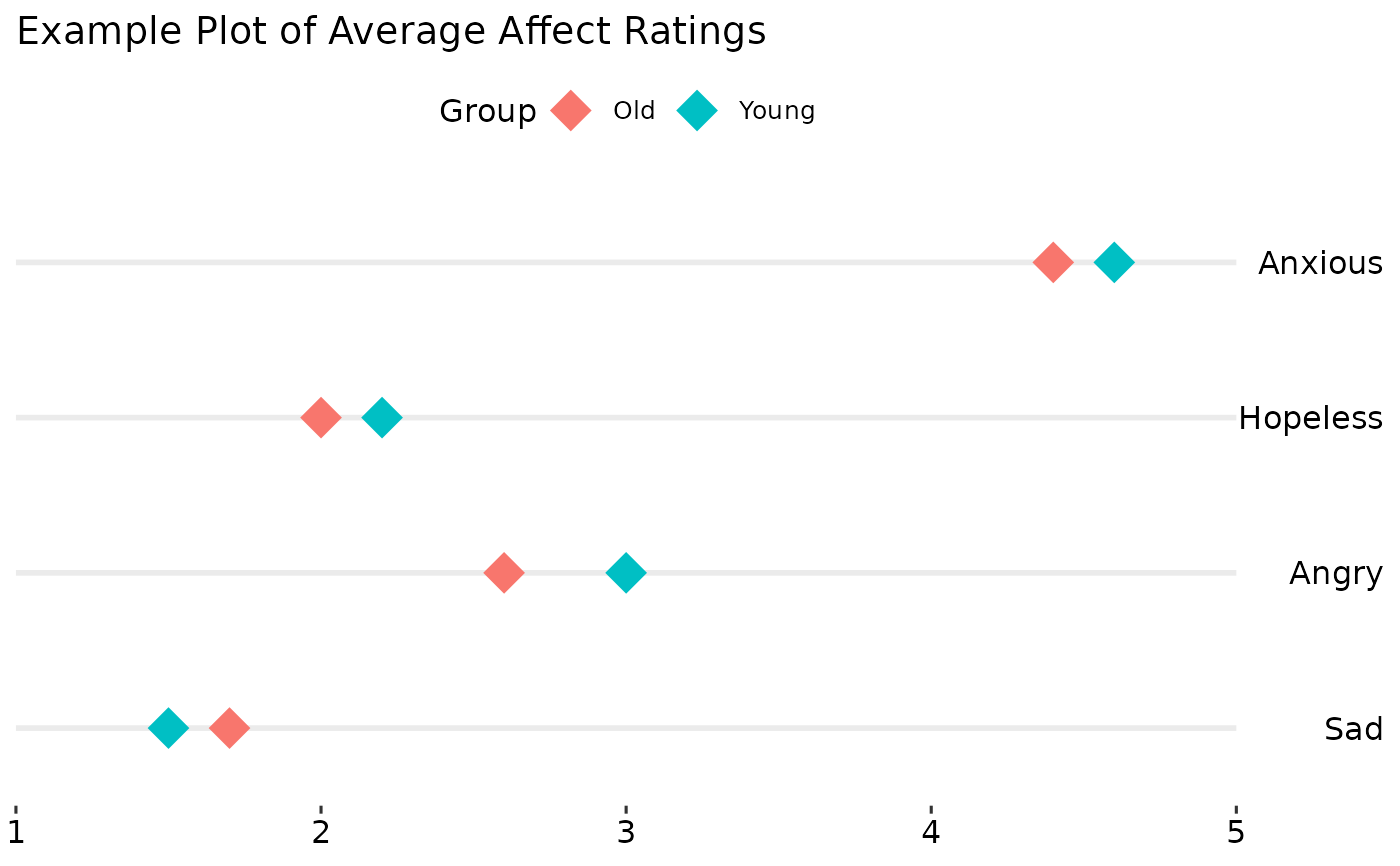 Example Plot of Average Affect Ratings
Group Old Young
Anxious
Hopeless
Angry
Sad
1 2 3 4 5